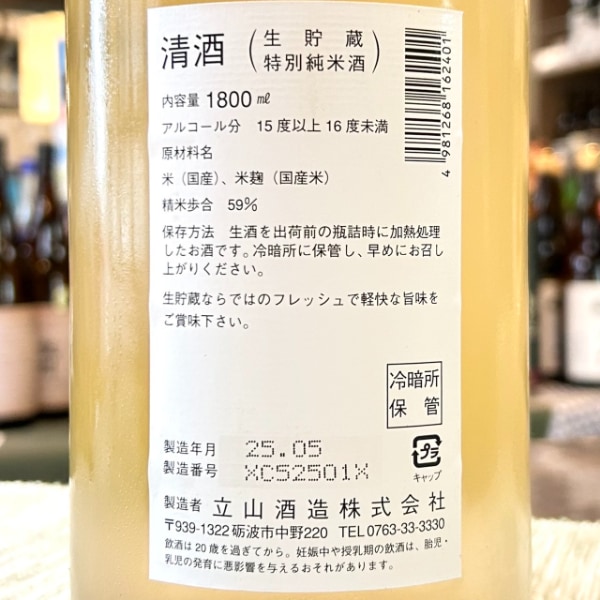 清酒（生貯蔵 特別純米酒）
内容量 1800㎖
アルコール分　15度以上16度未満
原材料名
米（国産）、米麹（国産米）
精米歩合　59%
保存方法　生酒を出荷前の瓶詰時に加熱処理
したお酒です。冷暗所に保管し、早めにお召し
上がりください。
生貯蔵ならではのフレッシュで軽快な旨味を
ご賞味下さい。
4981268162401
冷暗所
保管
製造年月 25.05
製造番号 XC52501X
プラ
キャップ
製造者 立山酒造株式会社
〒939-1322 砺波市中野220　TEL 0763-33-3330
飲酒は20歳を過ぎてから。妊娠中や授乳期の飲酒は、胎児・
乳児の発育に悪影響を与えるおそれがあります。